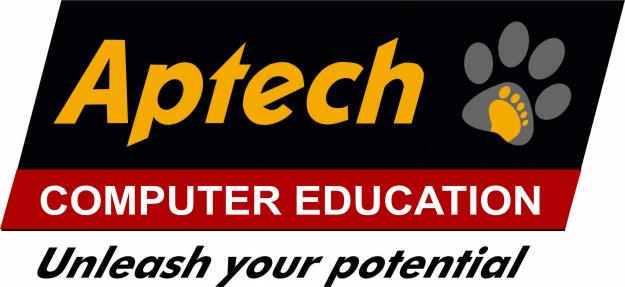 Aptech
COMPUTER EDUCATION
Unleash your potential